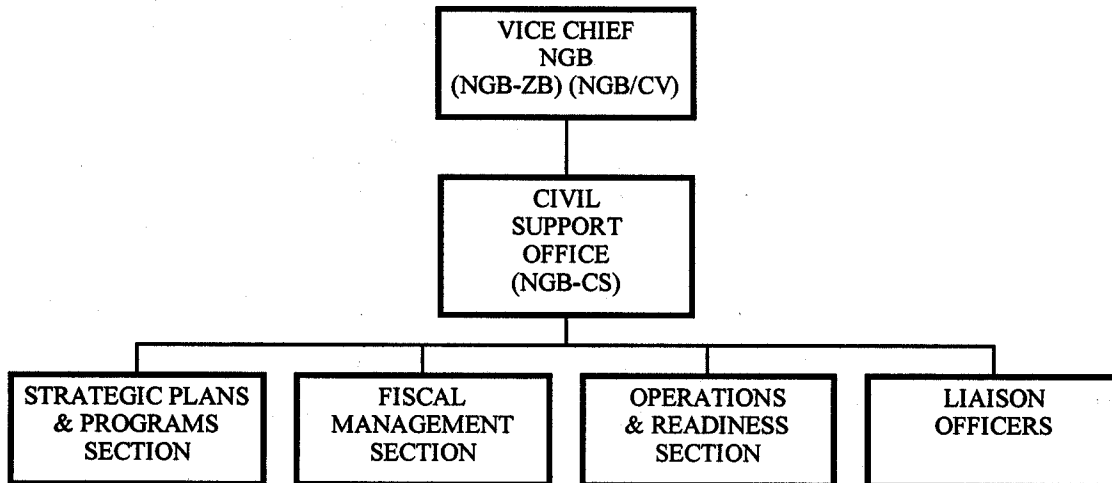 VICE CHIEF
NGB
(NGB-ZB) (NGB/CV)
CIVIL
SUPPORT
OFFICE
(NGB-CS)
STRATEGIC PLANS
& PROGRAMS
SECTION
FISCAL
MANAGEMENT
SECTION
OPERATIONS
& READINESS
SECTION
LIAISON
OFFICERS